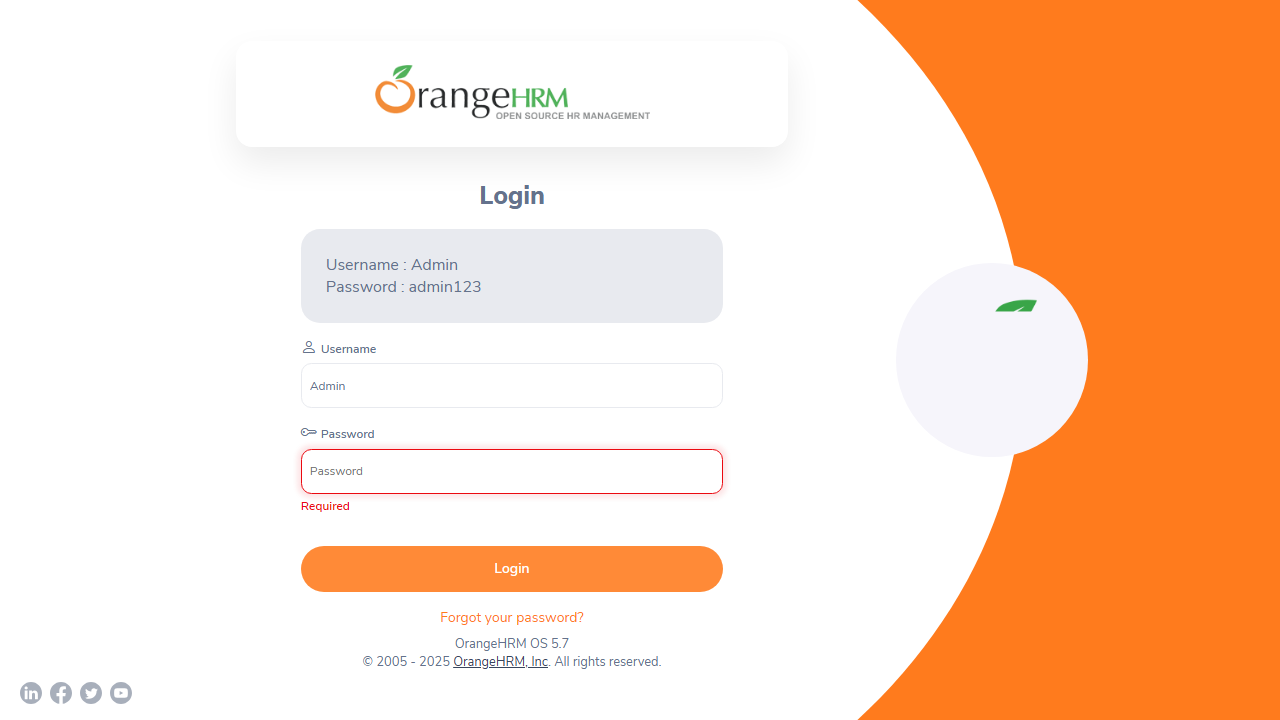 OrangeHRM
OPEN SOURCE HR MANAGEMENT
Login
Username : Admin
Password : admin123
Username
Admin
Password
Password
Required
Login
Forgot your password?
OrangeHRM OS 5.7
© 2005 - 2025 OrangeHRM, Inc. All rights reserved.